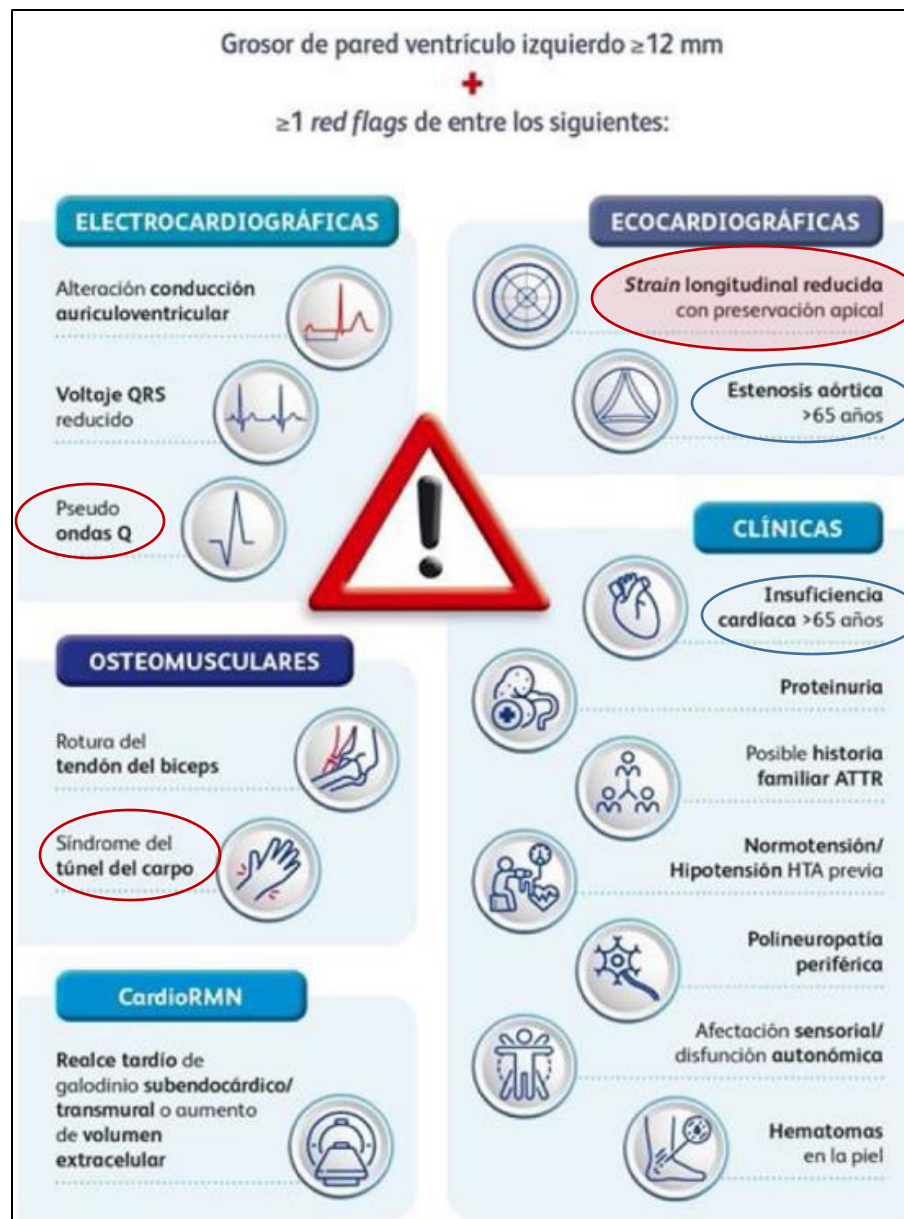 Grosor de pared ventrículo izquierdo ≥12 mm
+
≥1 red flags de entre los siguientes:
ELECTROCARDIOGRÁFICAS
Alteración conducción
auriculoventricular
Voltaje QRS
reducido
Pseudo
ondas Q
ECOCARDIOGRÁFICAS
Strain longitudinal reducida
con preservación apical
Estenosis aórtica
>65 años
OSTEOMUSCULARES
Rotura del
tendón del biceps
Síndrome del
túnel del carpo
CLÍNICAS
Insuficiencia
cardíaca >65 años
Proteinuria
Posible historia
familiar ATTR
Normotensión/
Hipotensión HTA previa
Polineuropatía
periférica
Afectación sensorial/
disfunción autonómica
Hematomas
en la piel
CardioRMN
Realce tardío de
galodinio subendocárdico/
transmural o aumento
de volumen
extracelular